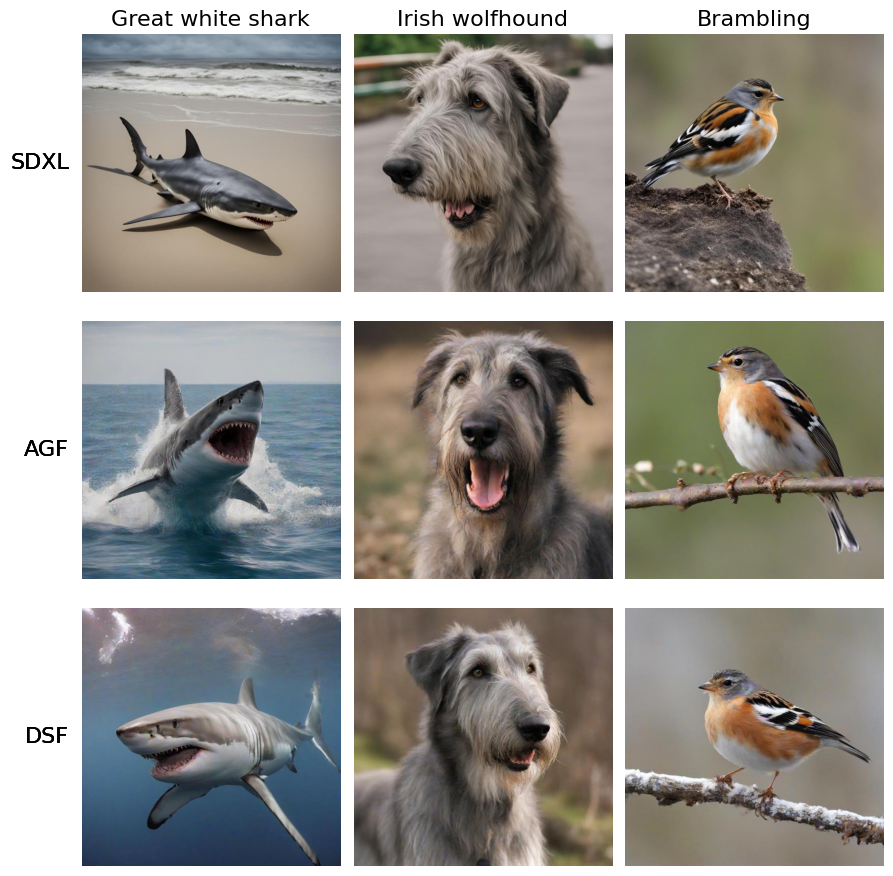 Great white shark Irish wolfhound Brambling
SDXL
AGF
DSF